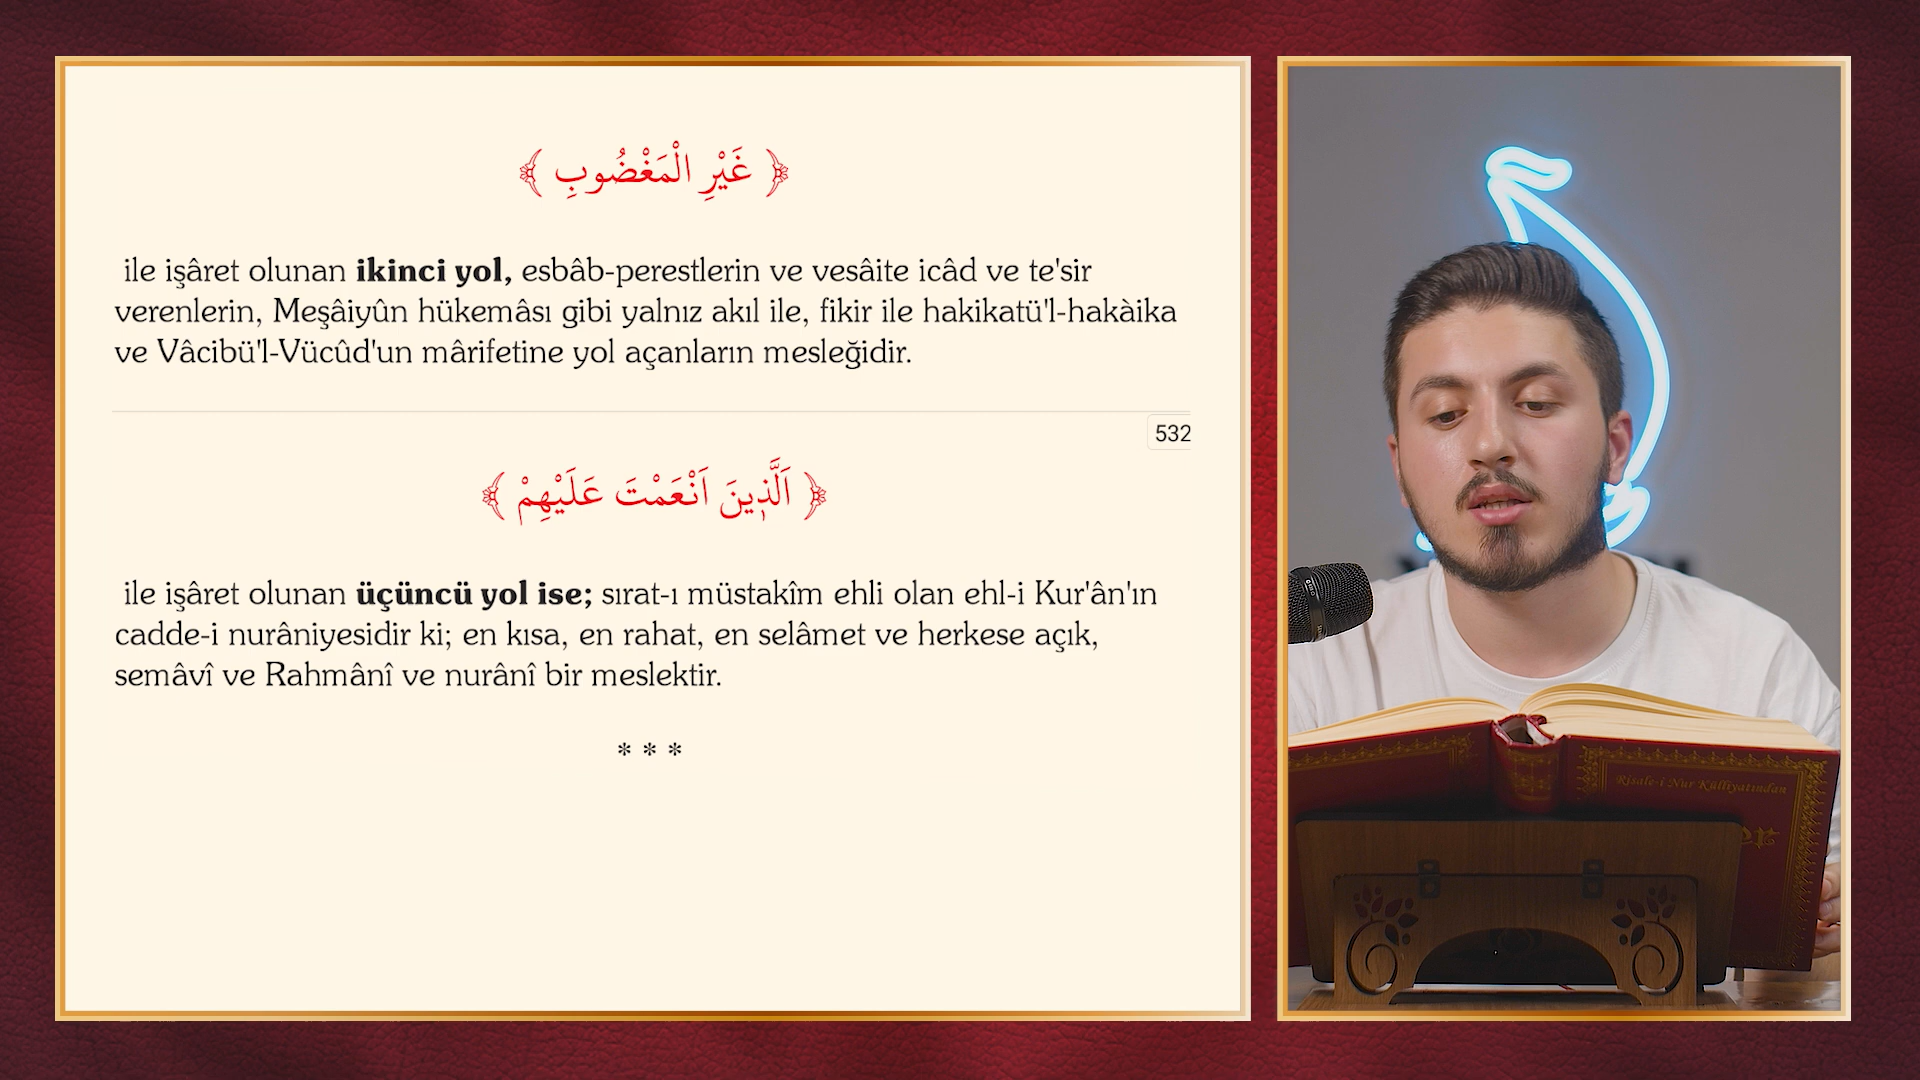 ﴿ غَيْرِ الْمَغْضُوبِ ﴾
ile işâret olunan ikinci yol, esbâb-perestlerin ve vesâite icâd ve te'sir
verenlerin, Meşâiyûn hükemâsı gibi yalnız akıl ile, fikir ile hakikatü'l-hakàika
ve Vâcibü'l-Vücûd'un mârifetine yol açanların mesleğidir.
532
﴿ اَلَّذ۪ينَ اَنْعَمْتَ عَلَيْهِمْ ﴾
ile işâret olunan üçüncü yol ise; sırat-ı müstakîm ehli olan ehl-i Kur'ân'ın
cadde-i nurâniyesidir ki; en kısa, en rahat, en selâmet ve herkese açık,
semâvî ve Rahmânî ve nurânî bir meslektir.
* * *
Risale-i Nur Külliyatından